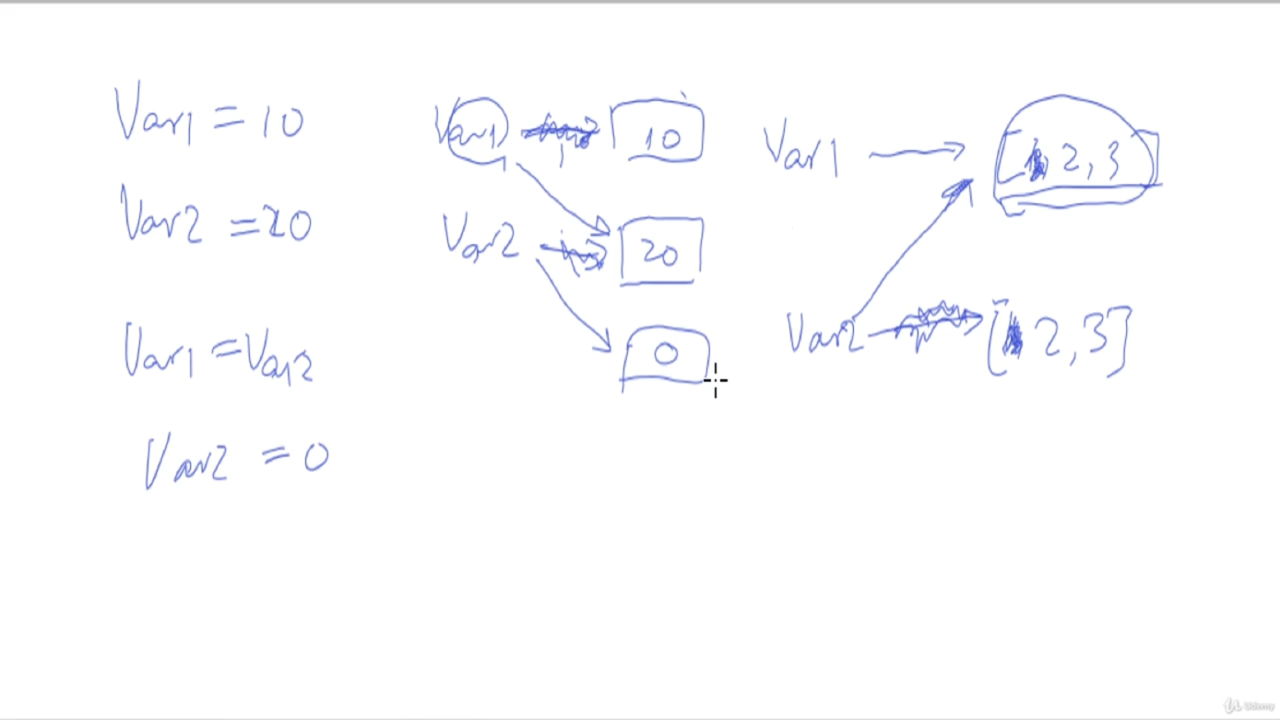 Var1 = 10
Var2 = 20
Var1 = Var2
Var2 = 0
Var1 10
Var2 20
0
Var1 [ 2, 3 ]
Var2 [ 2, 3 ]
Udemy